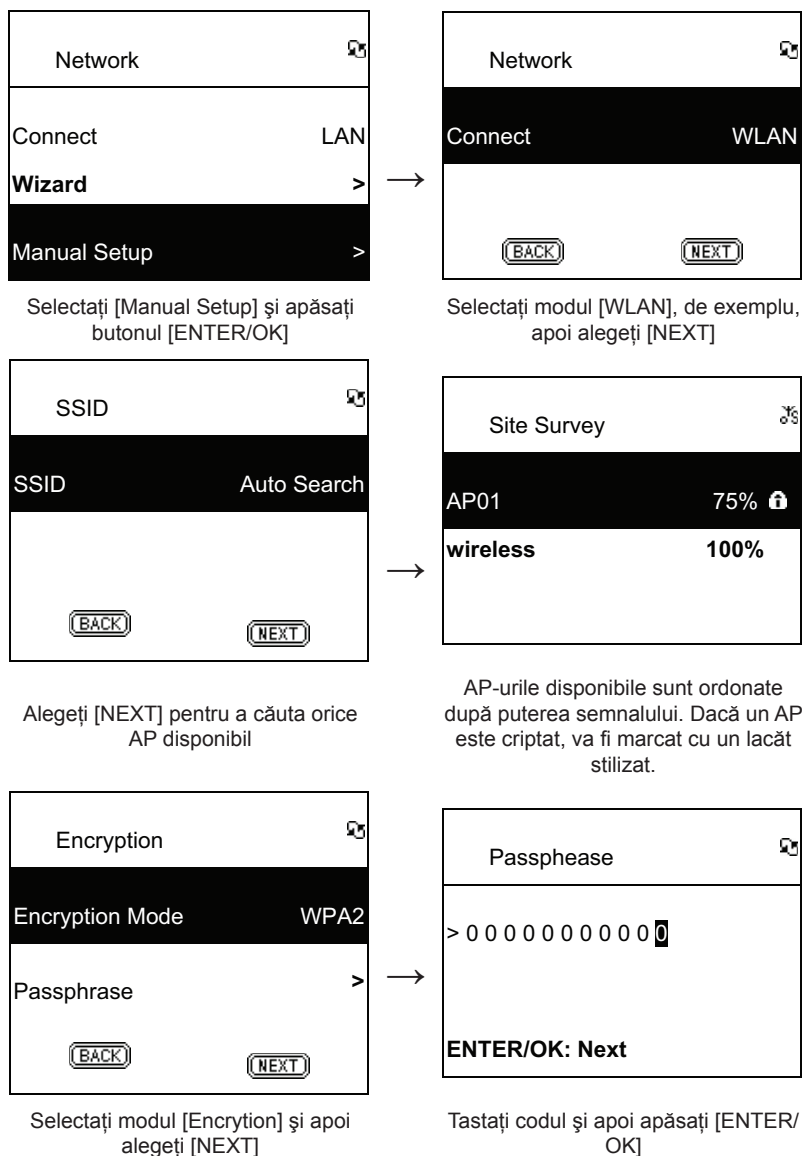 Network
Connect LAN
Wizard >
Manual Setup >
→
Network
Connect WLAN
BACK NEXT
Selectați [Manual Setup] şi apăsați
butonul [ENTER/OK]
Selectați modul [WLAN], de exemplu,
apoi alegeți [NEXT]
SSID
SSID Auto Search
BACK NEXT
→
Site Survey
AP01 75%
wireless 100%
Alegeți [NEXT] pentru a căuta orice
AP disponibil
AP-urile disponibile sunt ordonate
după puterea semnalului. Dacă un AP
este criptat, va fi marcat cu un lacăt
stilizat.
Encryption
Encryption Mode WPA2
Passphrase >
BACK NEXT
→
Passphease
> 0 0 0 0 0 0 0 0 0 0 0
ENTER/OK: Next
Selectați modul [Encrytion] şi apoi
alegeți [NEXT]
Tastați codul şi apoi apăsați [ENTER/
OK]